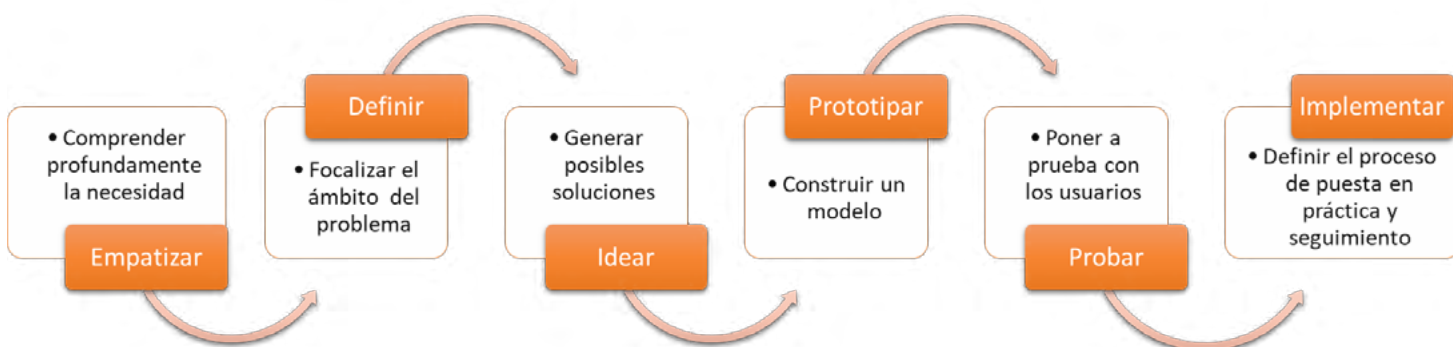 • Comprender
profundamente
la necesidad
Empatizar
Definir
• Focalizar el
ámbito del
problema
• Generar
posibles
soluciones
Idear
Prototipar
• Construir un
modelo
• Poner a
prueba con
los usuarios
Probar
Implementar
• Definir el proceso
de puesta en
práctica y
seguimiento